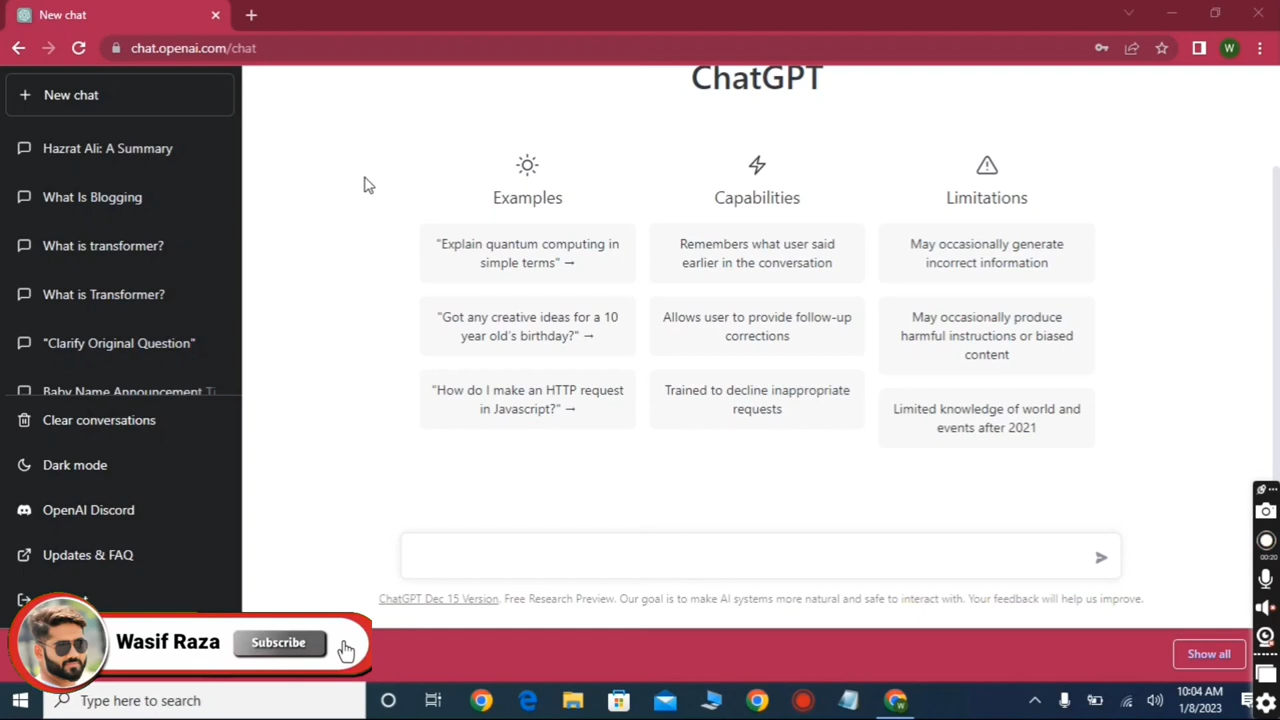 New chat
chat.openai.com/chat
W
New chat
Hazrat Ali: A Summary
What Is Blogging
What is transformer?
What is Transformer?
"Clarify Original Question"
Baby Name Announcement Ti
Clear conversations
Dark mode
OpenAI Discord
Updates & FAQ
ChatGPT
Examples
"Explain quantum computing in
simple terms" →
"Got any creative ideas for a 10
year old's birthday?" →
"How do I make an HTTP request
in Javascript?" →
Capabilities
Remembers what user said
earlier in the conversation
Allows user to provide follow-up
corrections
Trained to decline inappropriate
requests
Limitations
May occasionally generate
incorrect information
May occasionally produce
harmful instructions or biased
content
Limited knowledge of world and
events after 2021
ChatGPT Dec 15 Version. Free Research Preview. Our goal is to make AI systems more natural and safe to interact with. Your feedback will help us improve.
Wasif Raza
Subscribe
Show all
00:20
Type here to search
W
10:04 AM
1/8/2023